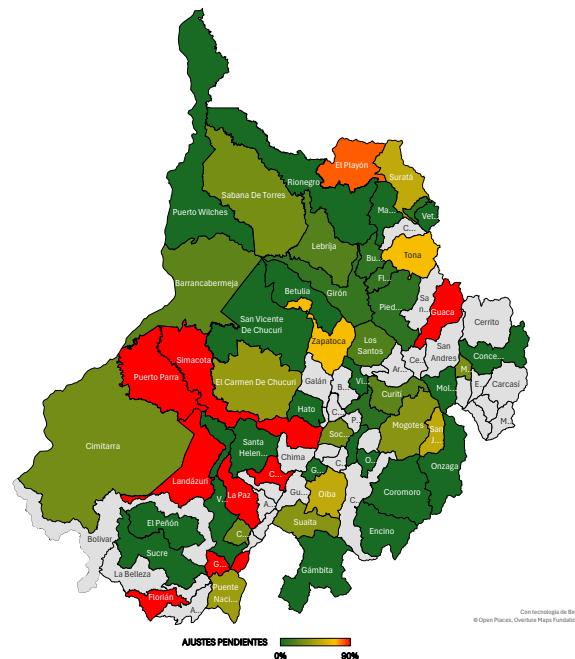 El Playón
Suratá
Rionegro
Sabana De Torres
Puerto Wilches
Ma...
Vet...
C...
Lebrija
Bu...
Tona
Fl...
Barrancabermeja
Betulia
Girón
Pied...
Sa
n...
Guaca
Cerrito
San Vicente
De Chucuri
Zapatoca
Los
Santos
San
Andres
Conce...
Simacota
Puerto Parra
El Carmen De Chucuri
Galán
B...
Vi...
Ar...
Ce...
M...
Mol...
E...
Carcasí
Curiti
Hato
C...
P...
M...
Cimitarra
Santa
Helen...
Soc...
Mogotes
San
J...
Chima
C...
O...
Onzaga
Landázuri
La Paz
C...
G...
Gu...
Oiba
Coromoro
V...
A...
C...
El Peñón
Suaita
Encino
Bolivar
C...
Sucre
La Belleza
G...
Gámbita
Puente
Naci...
Florián
A...
Con tecnología de Bin
© Open Places, Overture Maps Fundatio
AJUSTES PENDIENTES
0%
90%